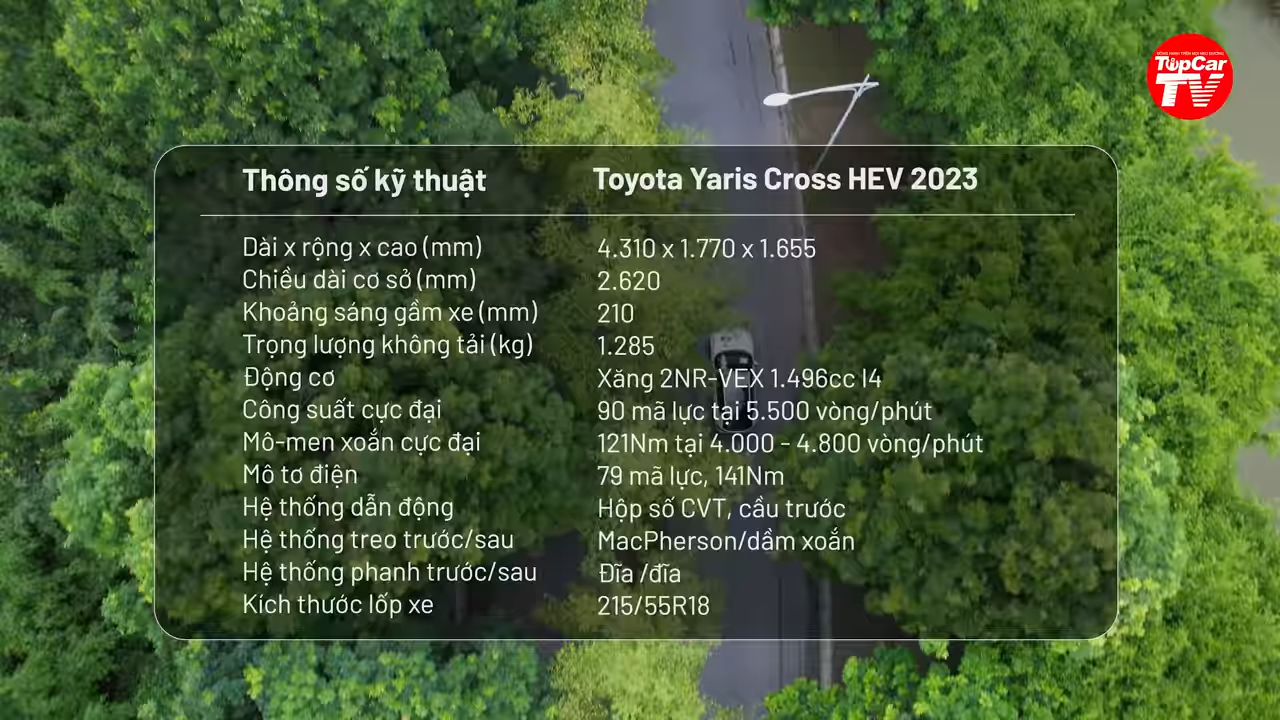 TopCar
TV
Thông số kỹ thuật Toyota Yaris Cross HEV 2023
Dài x rộng x cao (mm) 4.310 x 1.770 x 1.655
Chiều dài cơ sở (mm) 2.620
Khoảng sáng gầm xe (mm) 210
Trọng lượng không tải (kg) 1.285
Động cơ Xăng 2NR-VEX 1.496cc I4
Công suất cực đại 90 mã lực tại 5.500 vòng/phút
Mô-men xoắn cực đại 121Nm tại 4.000 - 4.800 vòng/phút
Mô tơ điện 79 mã lực, 141Nm
Hệ thống dẫn động Hộp số CVT, cầu trước
Hệ thống treo trước/sau MacPherson/dầm xoắn
Hệ thống phanh trước/sau Đĩa /đĩa
Kích thước lốp xe 215/55R18